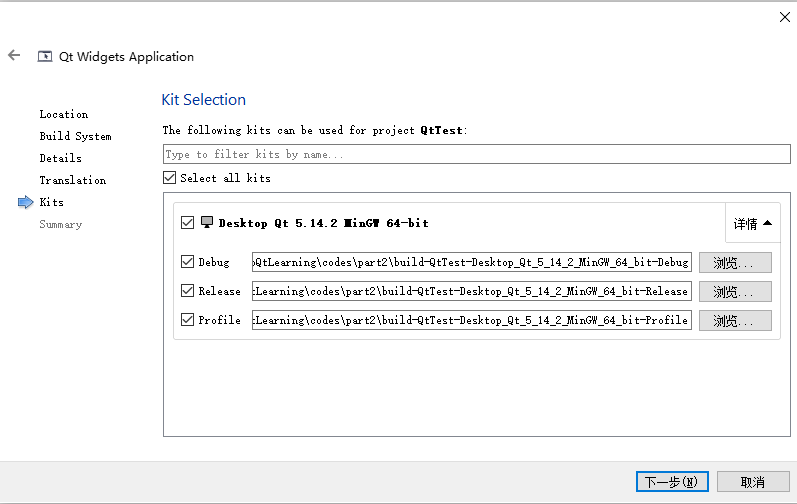 Qt Widgets Application
Location
Build System
Details
Translation
Kits
Summary
Kit Selection
The following kits can be used for project QtTest:
Type to filter kits by name...
Select all kits
Desktop Qt 5.14.2 MinGW 64-bit
详情
Debug
QtLearning\codes\part2\build-QtTest-Desktop_Qt_5_14_2_MinGW_64_bit-Debug
浏览...
Release
Learning\codes\part2\build-QtTest-Desktop_Qt_5_14_2_MinGW_64_bit-Release
浏览...
Profile
Learning\codes\part2\build-QtTest-Desktop_Qt_5_14_2_MinGW_64_bit-Profile
浏览...
下一步(N)
取消